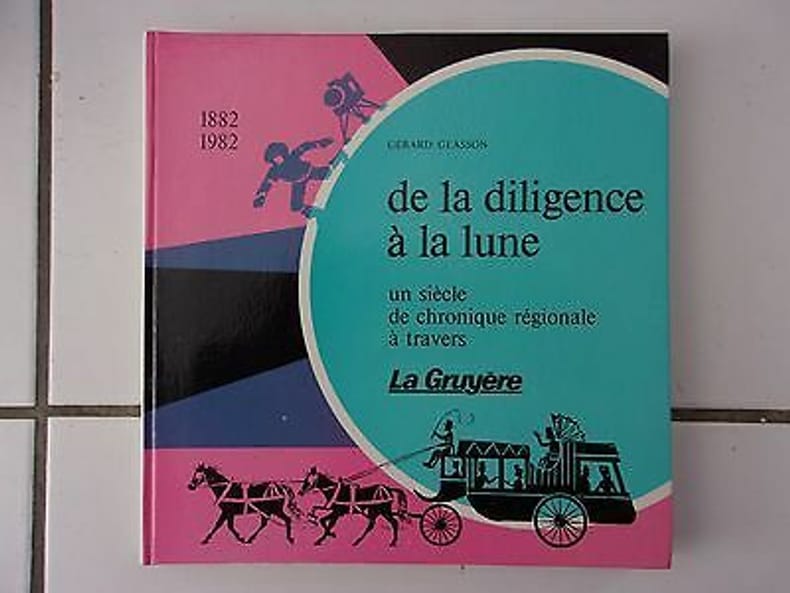 1882
1982
GÉRARD GLASSON
de la diligence
à la lune
un siècle
de chronique régionale
à travers
La Gruyère